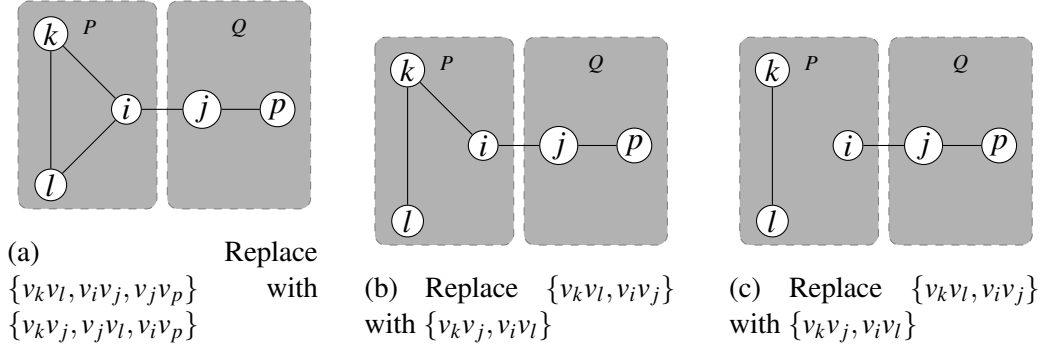 k P Q
i j p
l
(a) Replace
{v_k v_l, v_i v_j, v_j v_p} with
{v_k v_j, v_j v_l, v_i v_p}
k P Q
i j p
l
(b) Replace {v_k v_l, v_i v_j}
with {v_k v_j, v_i v_l}
k P Q
i j p
l
(c) Replace {v_k v_l, v_i v_j}
with {v_k v_j, v_i v_l}